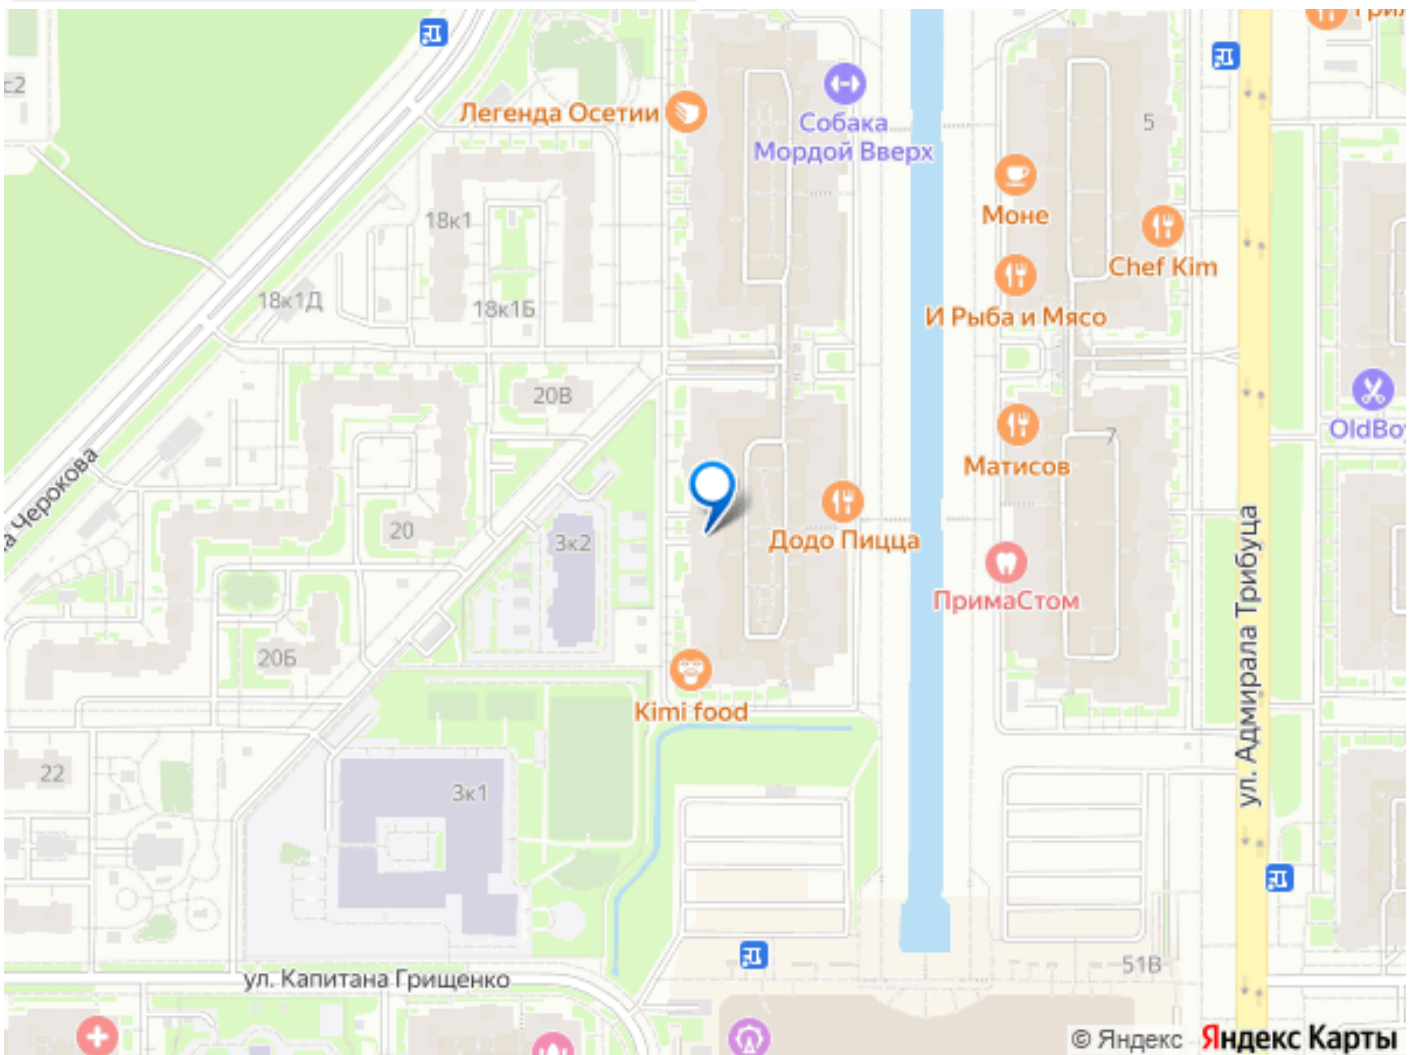 с2
Легенда Осетии
Собака
Мордой Вверх
5
18к1
Моне
Chef Kim
18к1Д
18к1Б
И Рыба и Мясо
20В
OldBo
7
Матисов
а Черокова
20
3к2
Додо Пицца
ПримаСтом
ул. Адмирала Трибуца
20Б
Kimi food
22
3к1
51В
ул. Капитана Грищенко
© Яндекс Яндекс Карты